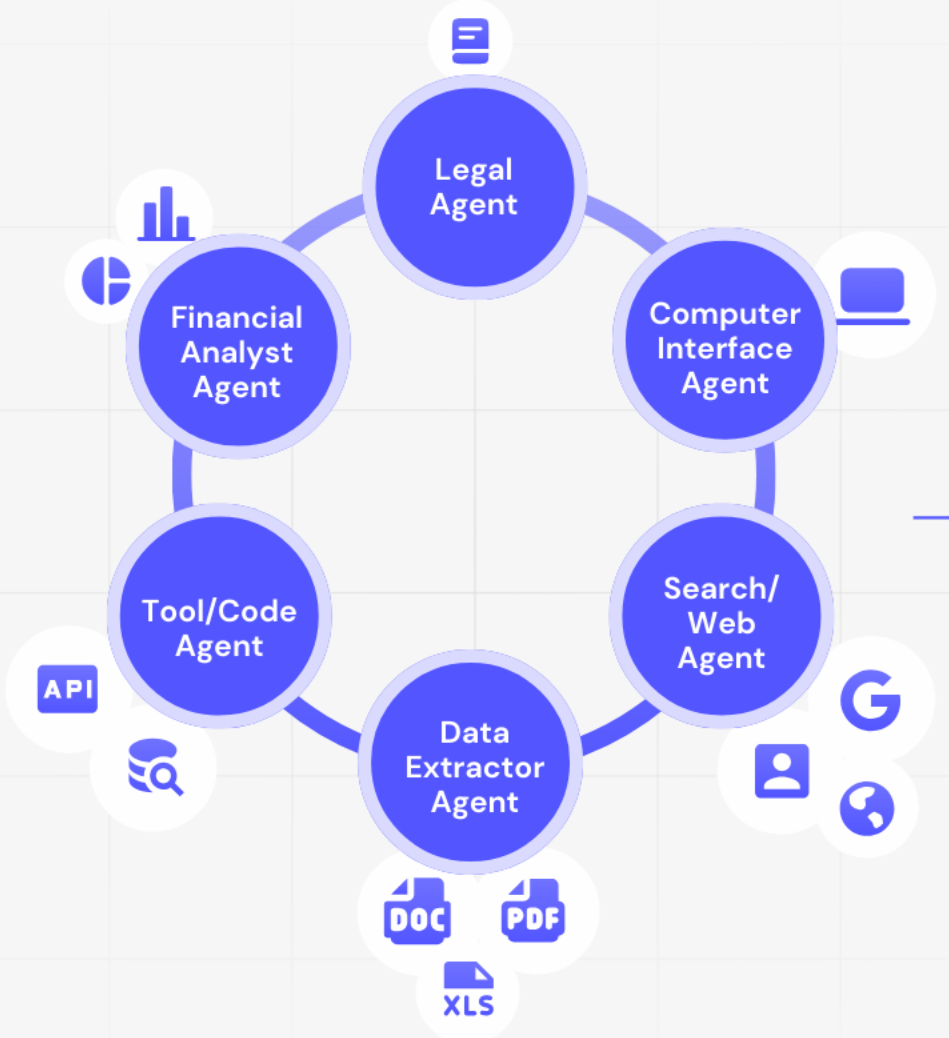 Legal
Agent
Financial
Analyst
Agent
Computer
Interface
Agent
Tool/Code
Agent
Search/
Web
Agent
API
G
Data
Extractor
Agent
DOC
PDF
XLS